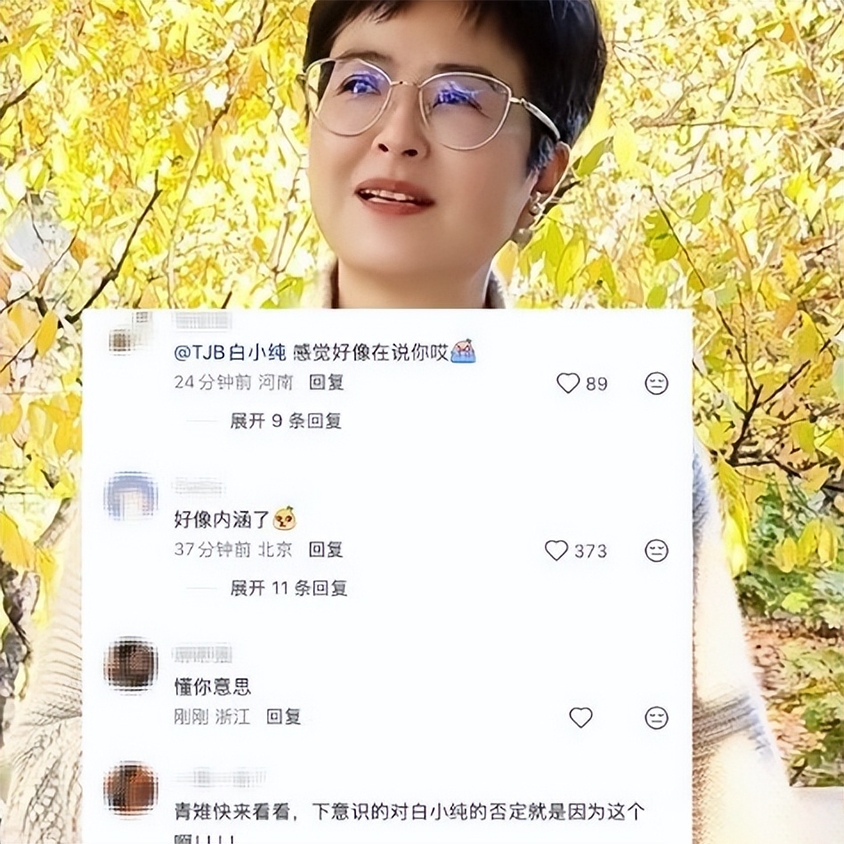 @TJB白小纯 感觉好像在说你哎
24分钟前 河南 回复 89
展开 9 条回复
好像内涵了
37分钟前 北京 回复 373
展开 11 条回复
懂你意思
刚刚 浙江 回复
青雉快来看看，下意识的对白小纯的否定就是因为这个
啊！！！！